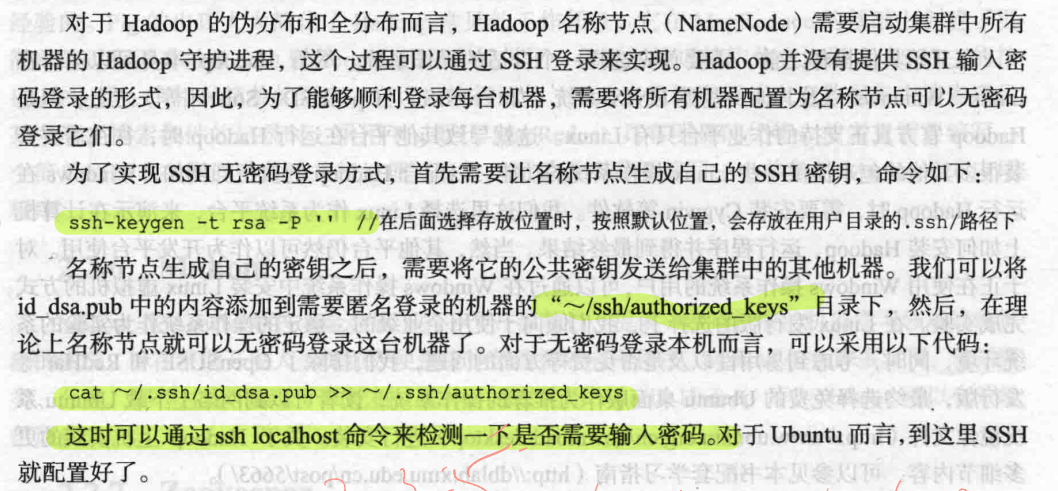 对于 Hadoop 的伪分布和全分布而言，Hadoop 名称节点（NameNode）需要启动集群中所有
机器的 Hadoop 守护进程，这个过程可以通过 SSH 登录来实现。Hadoop 并没有提供 SSH 输入密
码登录的形式，因此，为了能够顺利登录每台机器，需要将所有机器配置为名称节点可以无密码
登录它们。
为了实现 SSH 无密码登录方式，首先需要让名称节点生成自己的 SSH 密钥，命令如下：
ssh-keygen -t rsa -P '' //在后面选择存放位置时，按照默认位置，会存放在用户目录的.ssh/路径下
名称节点生成自己的密钥之后，需要将它的公共密钥发送给集群中的其他机器。我们可以将
id_dsa.pub 中的内容添加到需要匿名登录的机器的“～/ssh/authorized_keys”目录下，然后，在理
论上名称节点就可以无密码登录这台机器了。对于无密码登录本机而言，可以采用以下代码：
cat ～/.ssh/id_dsa.pub >> ～/.ssh/authorized_keys
这时可以通过 ssh localhost 命令来检测一下是否需要输入密码。对于 Ubuntu 而言，到这里 SSH
就配置好了。